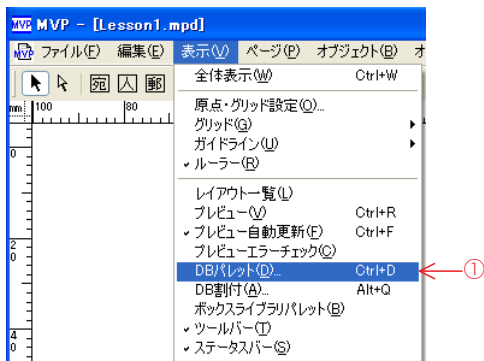 MVP MVP - [Lesson1.mpd]
MVP ファイル(F) 編集(E) 表示(V) ページ(P) オブジェクト(B) オ
宛 人 郵
全体表示(W) Ctrl+W
mm 100 80
原点・グリッド設定(O)...
グリッド(G)
ガイドライン(U)
ルーラー(R)
0
レイアウト一覧(L)
プレビュー(V) Ctrl+R
プレビュー自動更新(F) Ctrl+F
プレビューエラーチェック(C)
20
DBパレット(D)... Ctrl+D ①
DB割付(A)... Alt+Q
ボックスライブラリパレット(B)
ツールバー(T)
ステータスバー(S)
40